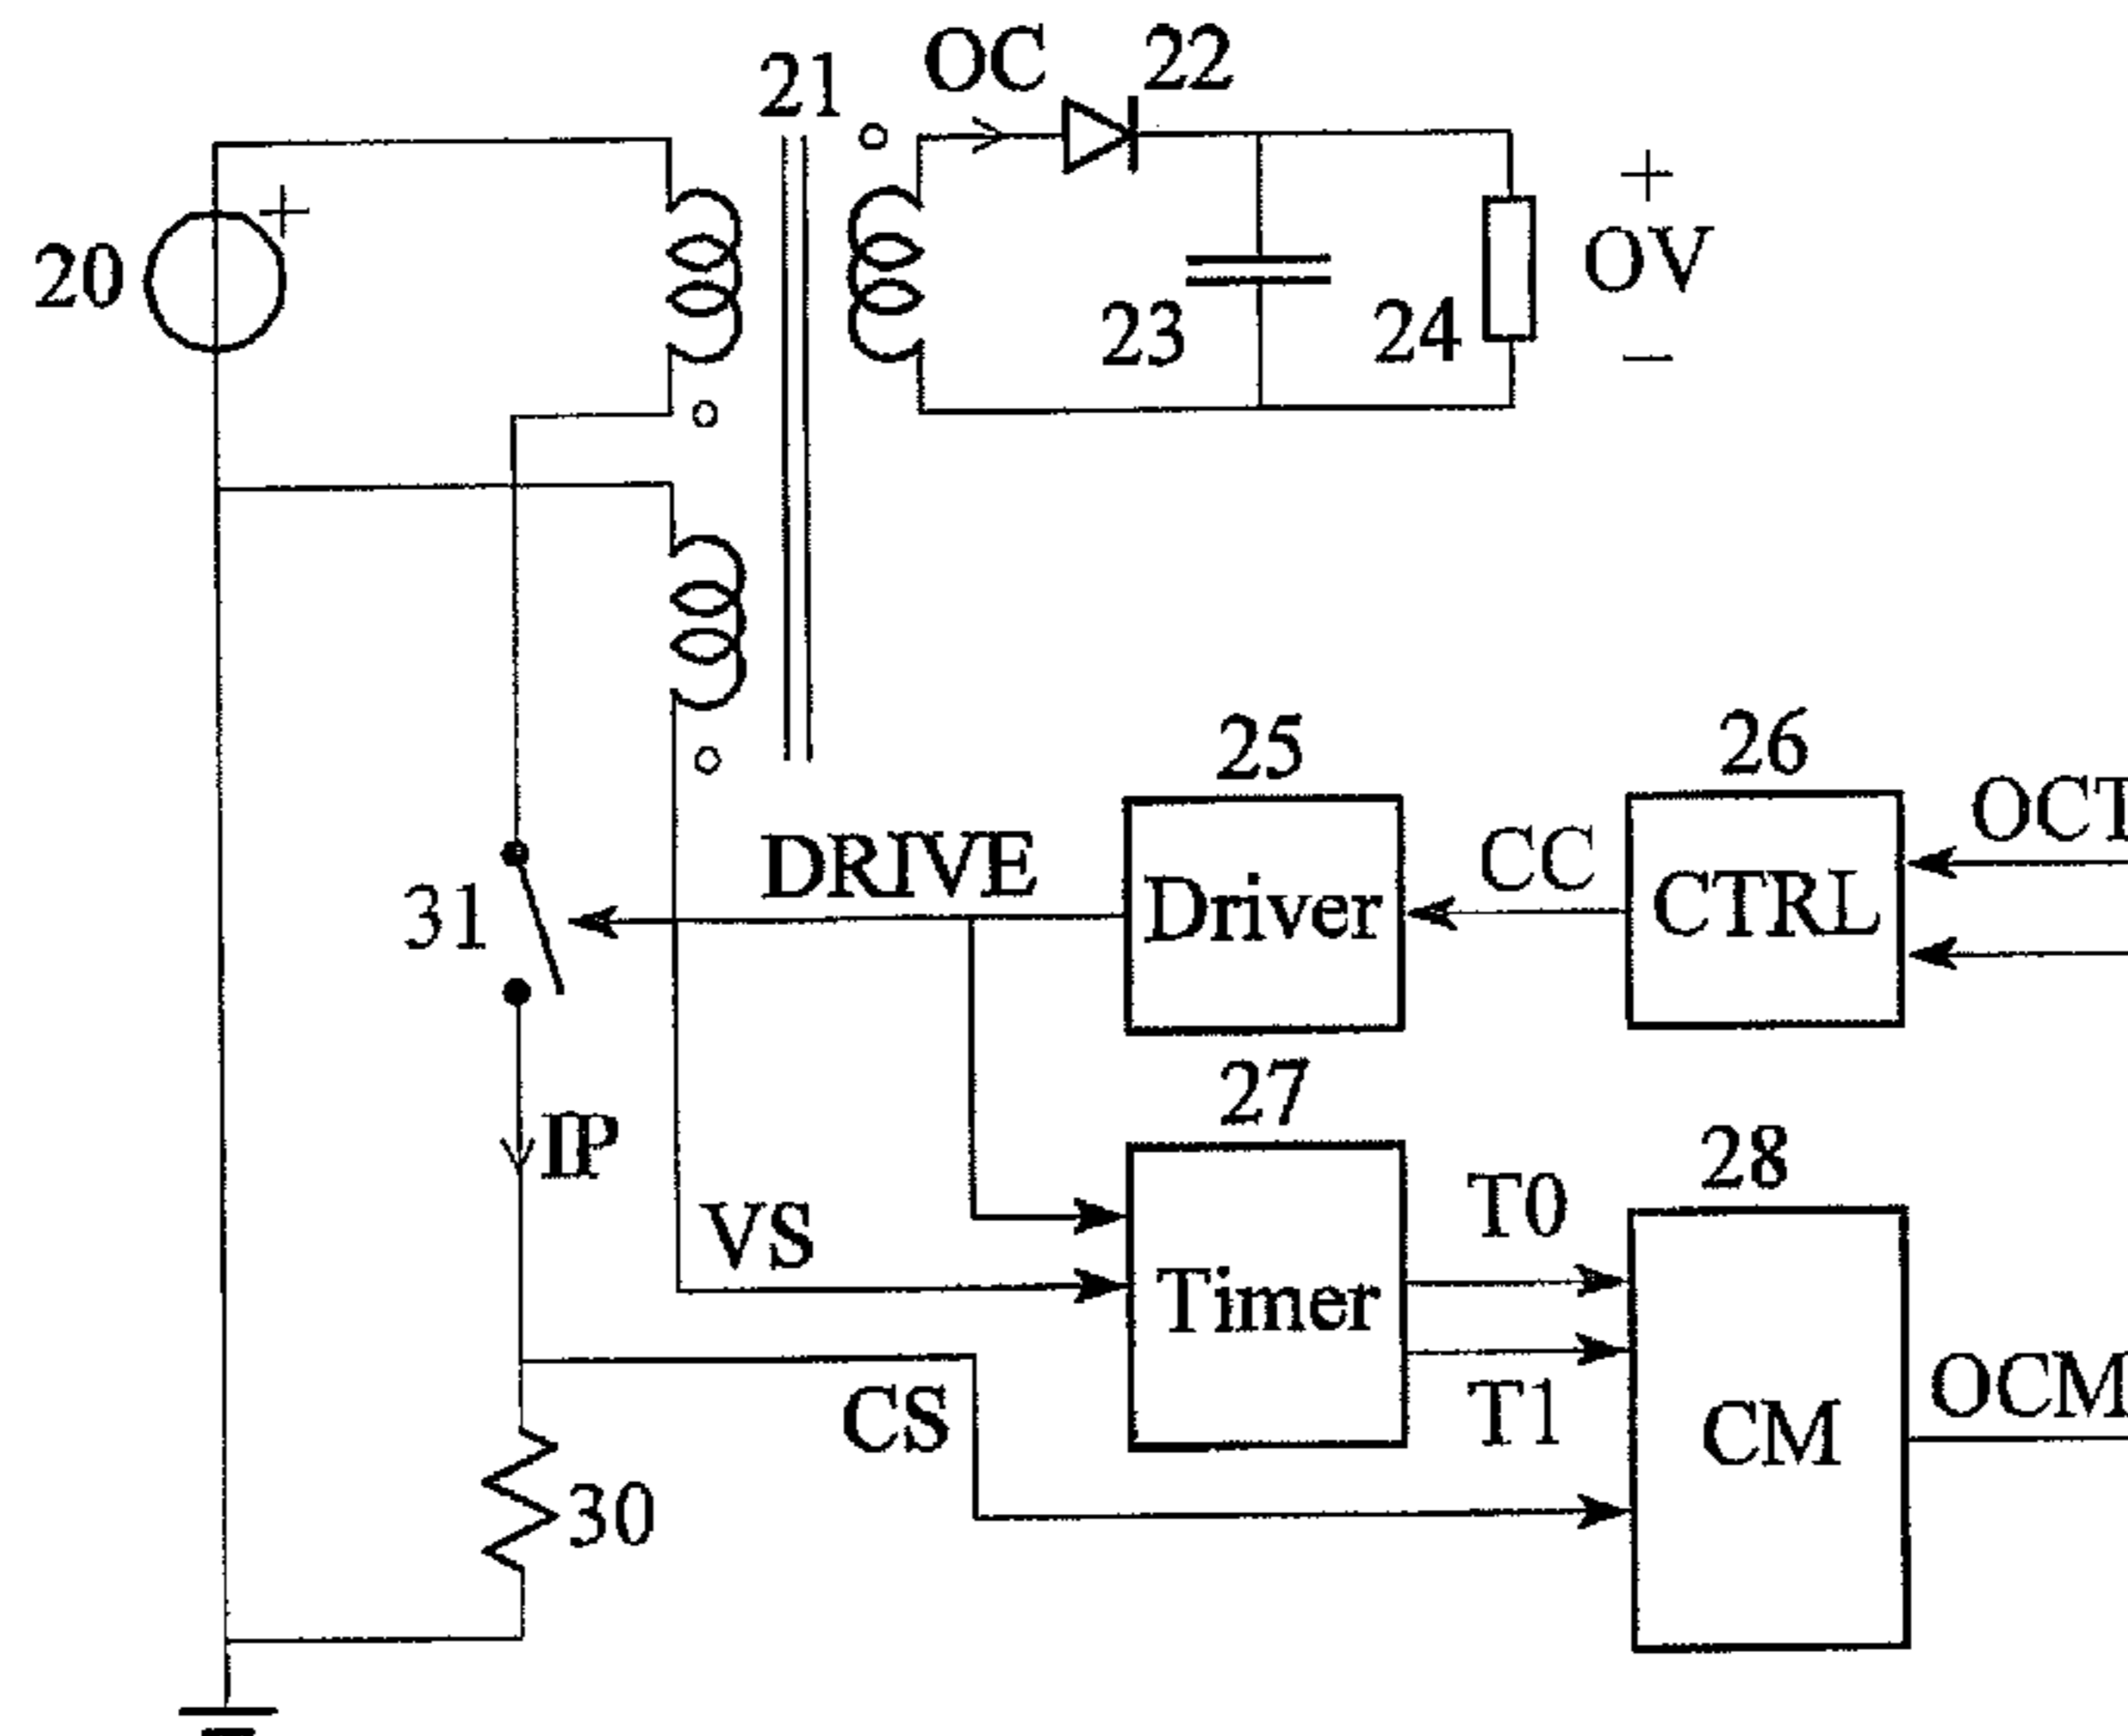 21
OC
22
20
+
23
24
+
OV
−
25
26
OCT
DRIVE
CC
31
Driver
CTRL
27
IP
28
VS
T0
Timer
CS
T1
OCM
CM
30